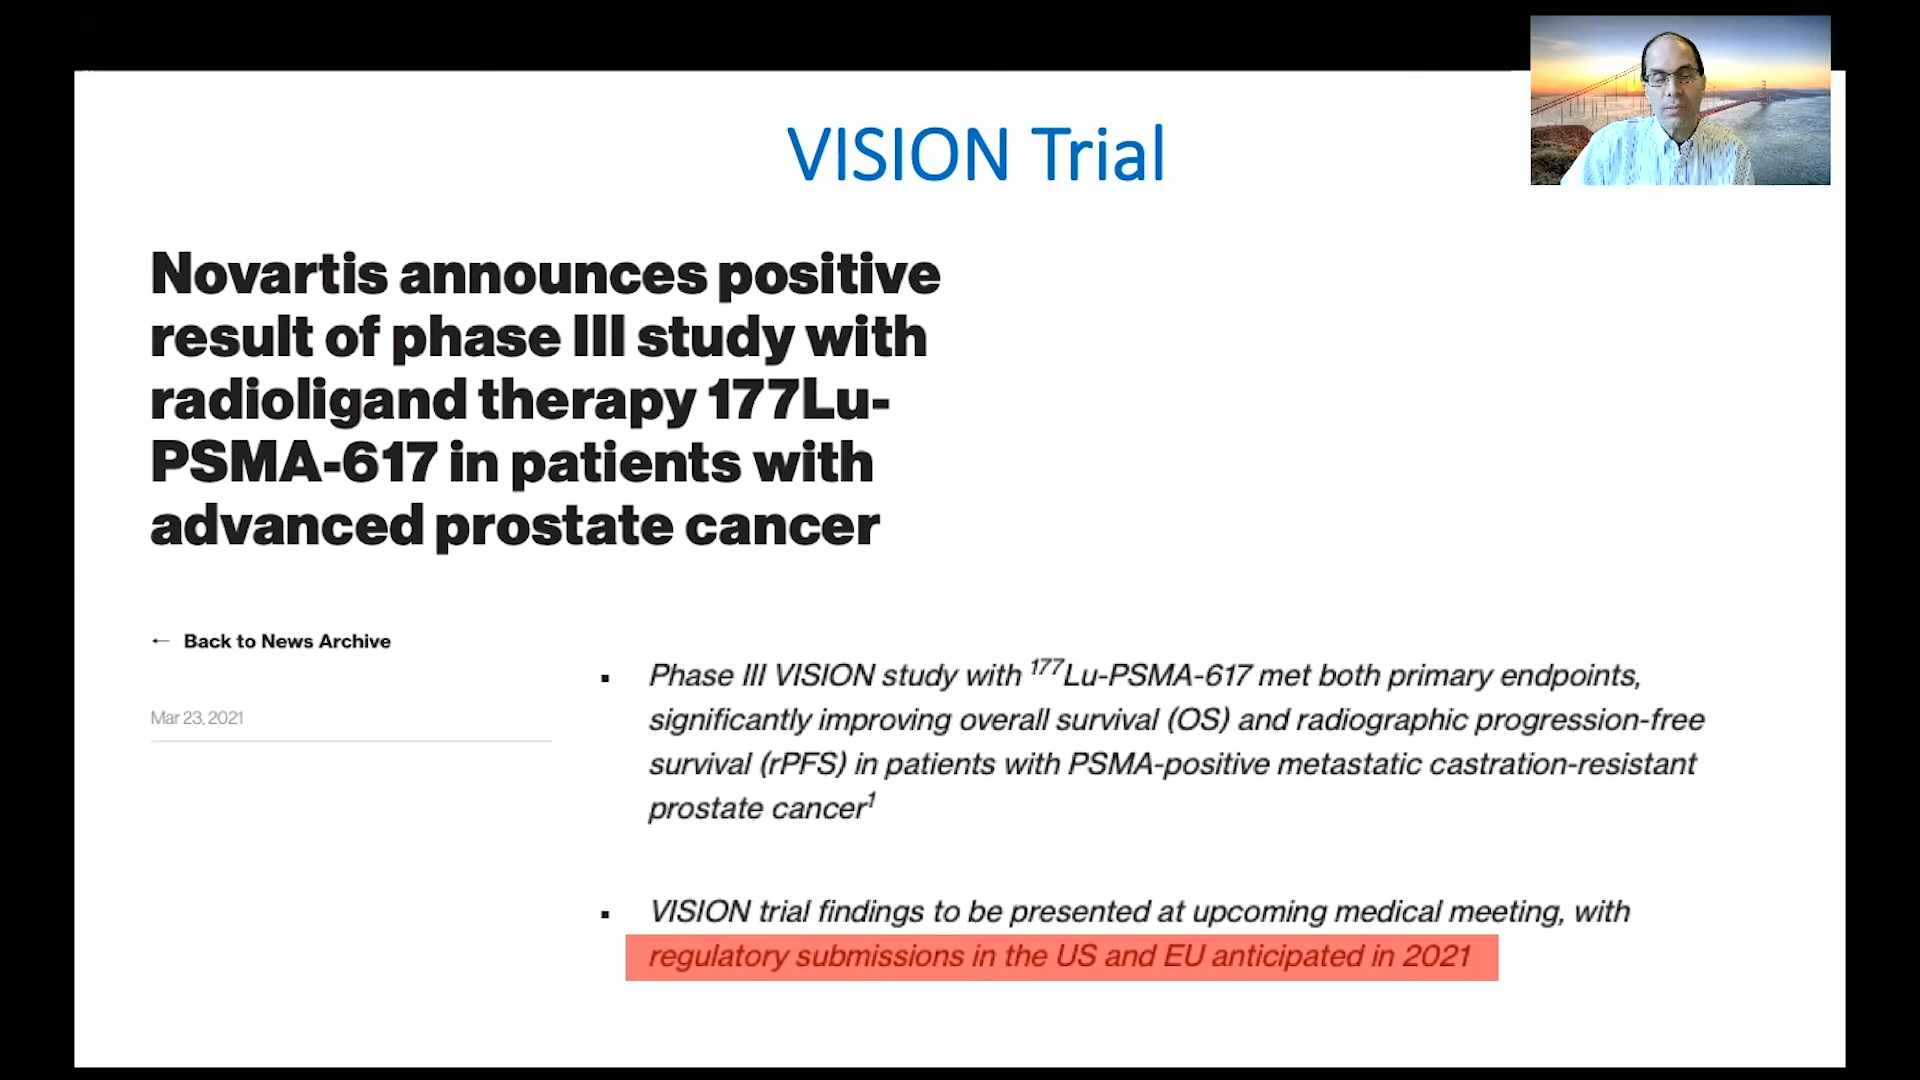 VISION Trial
Novartis announces positive
result of phase III study with
radioligand therapy 177Lu-
PSMA-617 in patients with
advanced prostate cancer
← Back to News Archive
Mar 23, 2021
▪ Phase III VISION study with ¹⁷⁷Lu-PSMA-617 met both primary endpoints,
significantly improving overall survival (OS) and radiographic progression-free
survival (rPFS) in patients with PSMA-positive metastatic castration-resistant
prostate cancer¹
▪ VISION trial findings to be presented at upcoming medical meeting, with
regulatory submissions in the US and EU anticipated in 2021